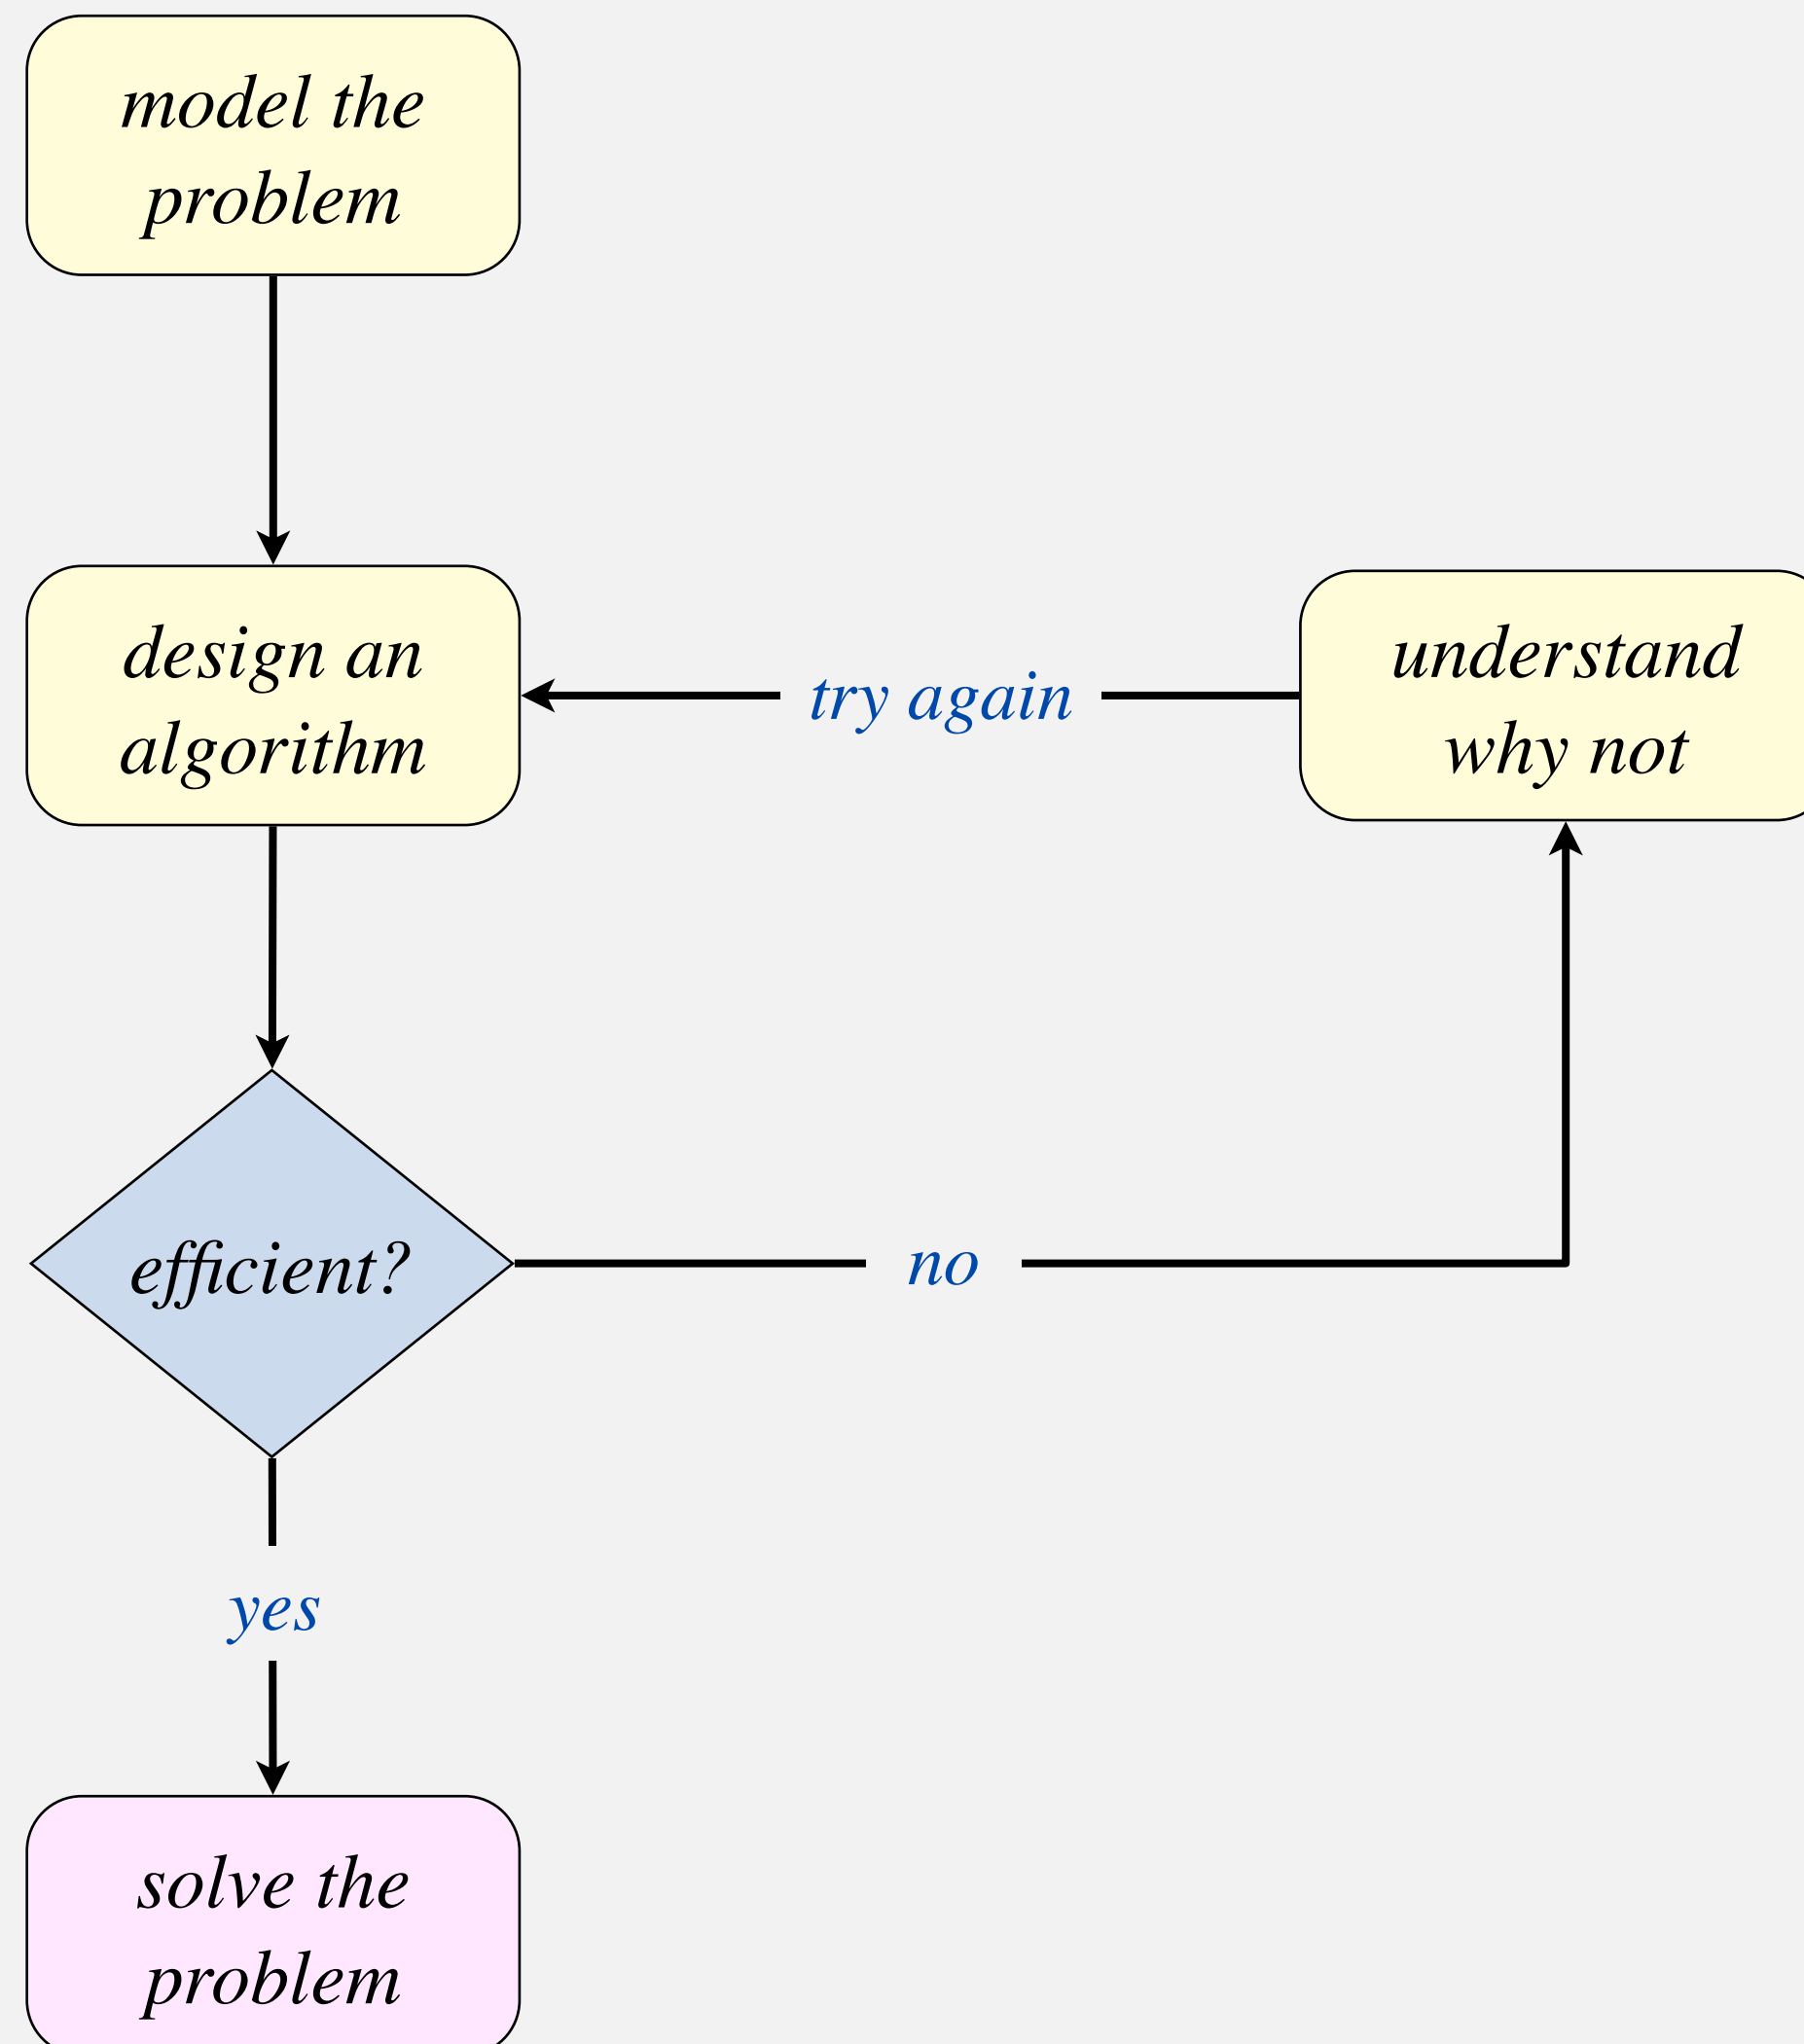 model the
problem
design an
algorithm
try again
understand
why not
efficient?
no
yes
solve the
problem